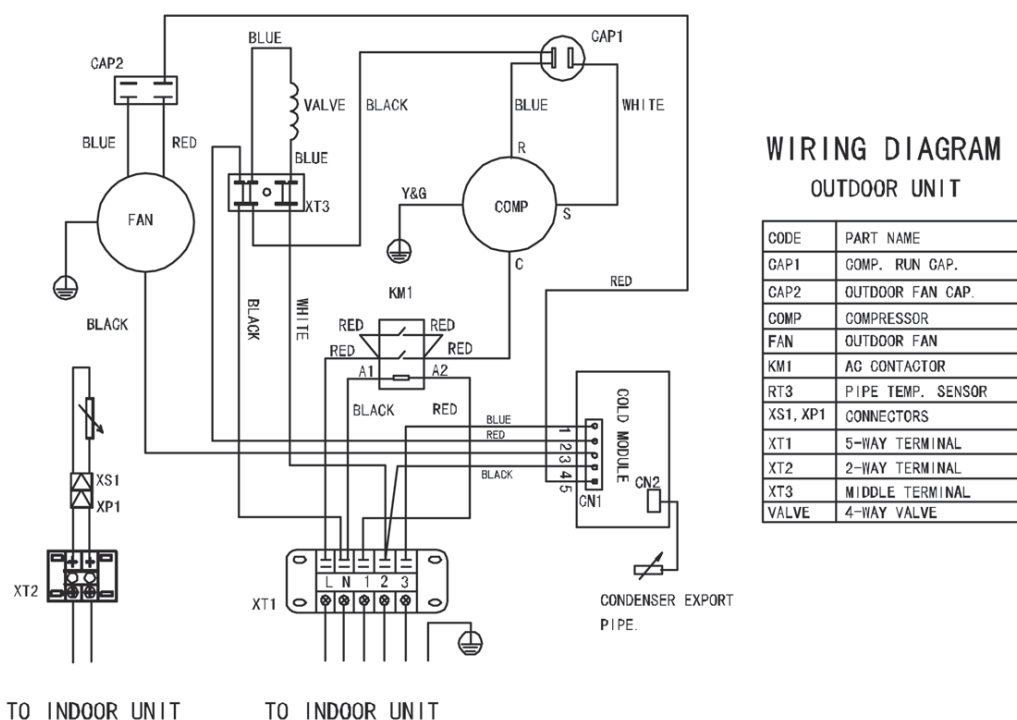 BLUE
CAP1
CAP2
VALVE
BLACK
BLUE
WHITE
BLUE
RED
BLUE
R
Y&G
COMP
S
XT3
FAN
C
RED
KM1
BLACK
BLACK
WHITE
RED
RED
RED
RED
A1
A2
BLACK
RED
BLUE
RED
BLACK
1
2
3
4
5
COLD MODULE
CN1
CN2
XS1
XP1
XT2
L N 1 2 3
XT1
CONDENSER EXPORT
PIPE.
TO INDOOR UNIT
TO INDOOR UNIT
WIRING DIAGRAM
OUTDOOR UNIT
CODE PART NAME
CAP1 COMP. RUN CAP.
CAP2 OUTDOOR FAN CAP.
COMP COMPRESSOR
FAN OUTDOOR FAN
KM1 AC CONTACTOR
RT3 PIPE TEMP. SENSOR
XS1, XP1 CONNECTORS
XT1 5-WAY TERMINAL
XT2 2-WAY TERMINAL
XT3 MIDDLE TERMINAL
VALVE 4-WAY VALVE